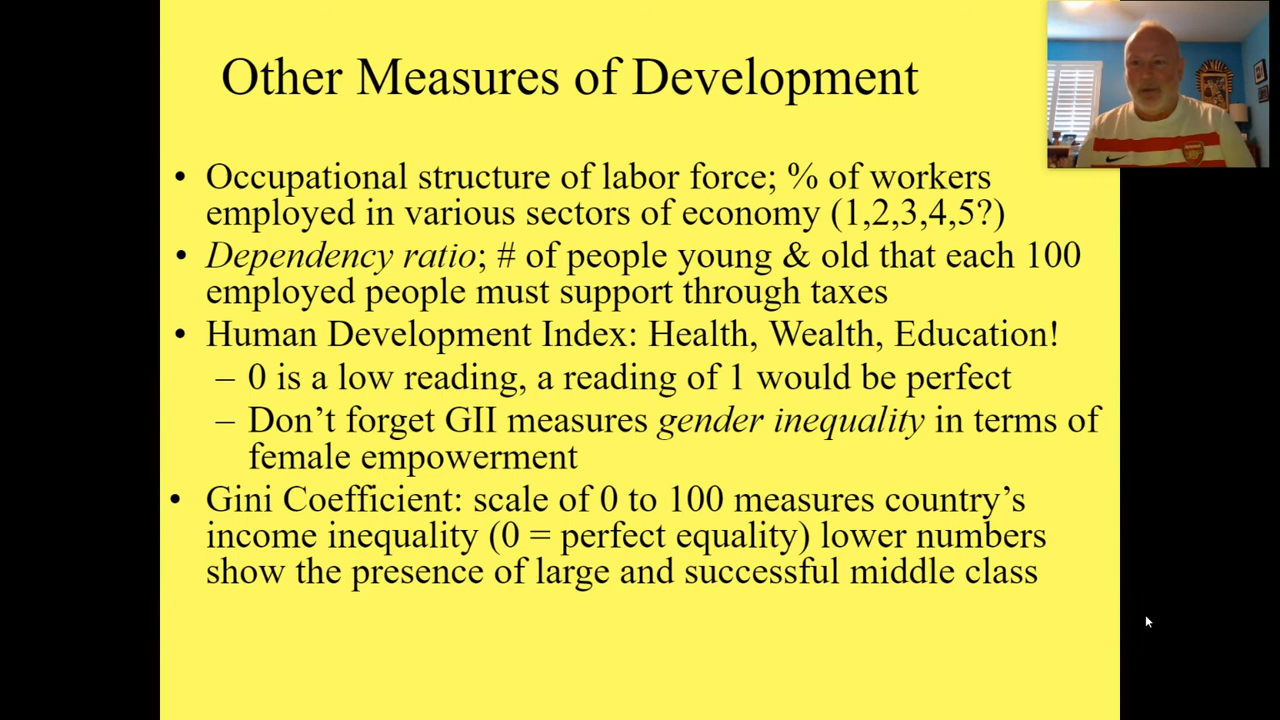 Other Measures of Development
• Occupational structure of labor force; % of workers
employed in various sectors of economy (1,2,3,4,5?)
• Dependency ratio; # of people young & old that each 100
employed people must support through taxes
• Human Development Index: Health, Wealth, Education!
– 0 is a low reading, a reading of 1 would be perfect
– Don’t forget GII measures gender inequality in terms of
female empowerment
• Gini Coefficient: scale of 0 to 100 measures country’s
income inequality (0 = perfect equality) lower numbers
show the presence of large and successful middle class